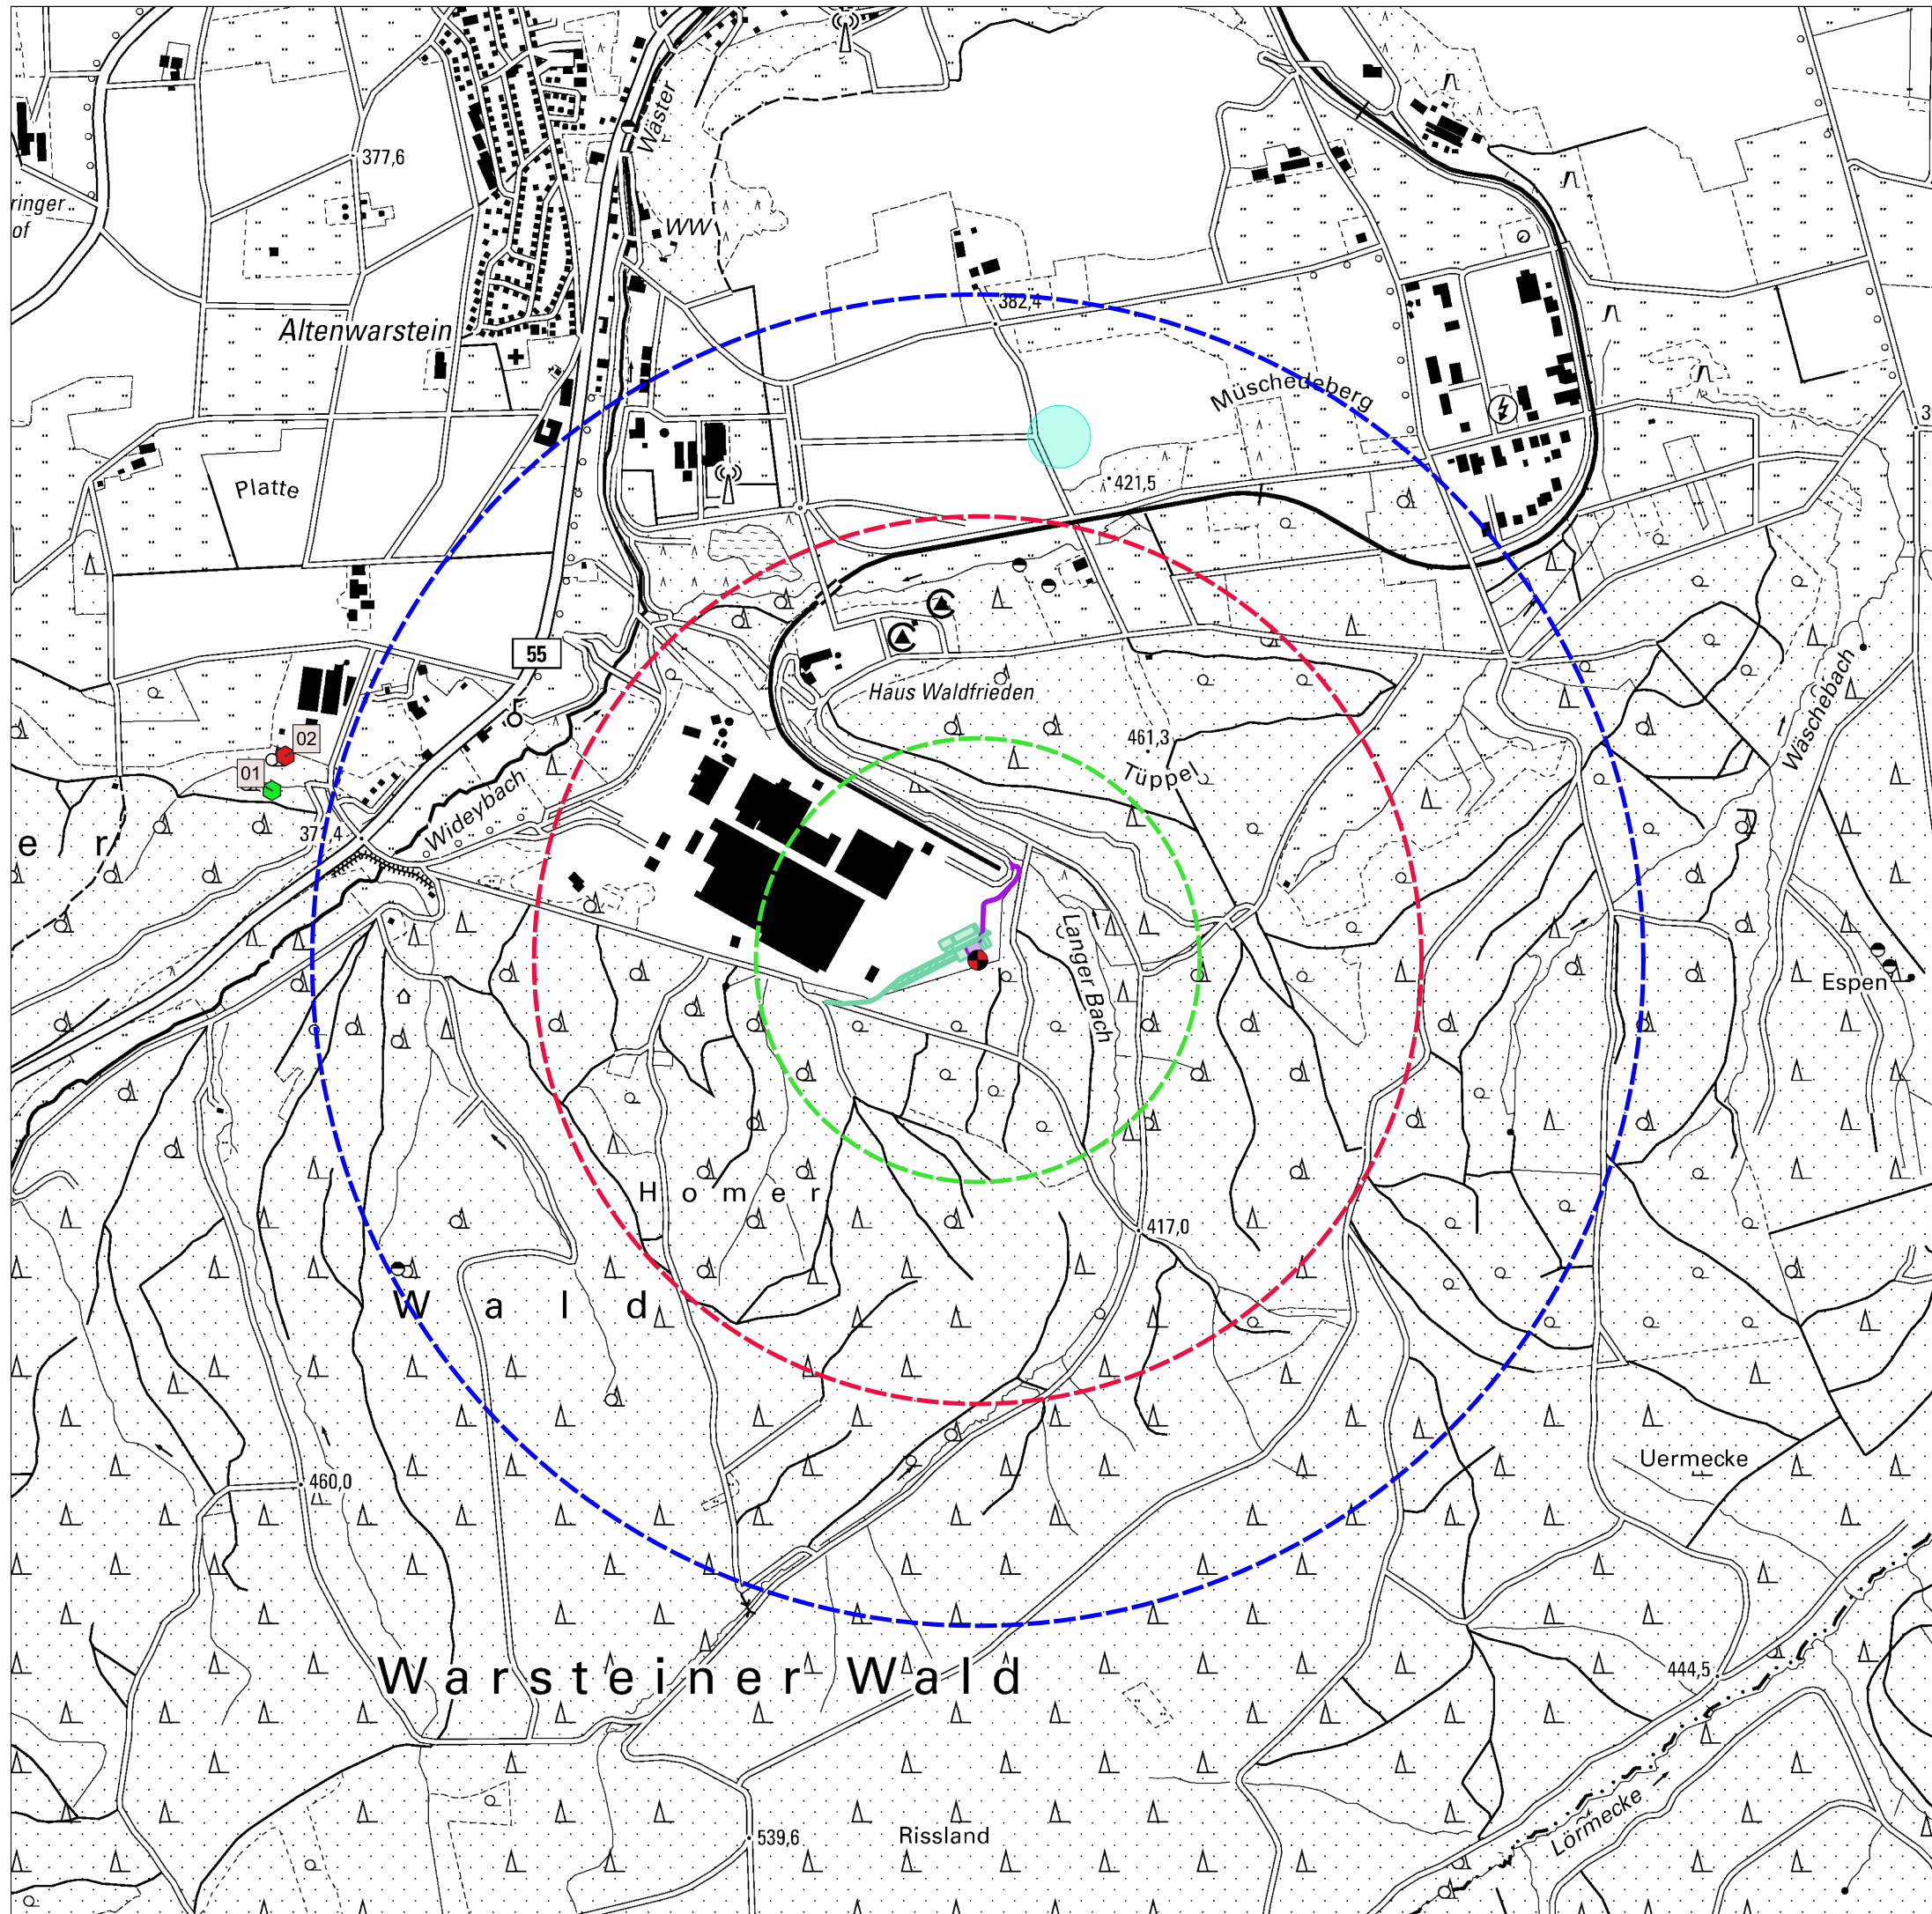 Wäster
377,6
ringer
of
WW
Altenwarstein
382,4
Müschedeberg
Platte
421,5
55
Haus Waldfrieden
02
01
461,3
Tüppel
Wäschebach
Wideybach
e r
Langer Bach
Espen
Homer
417,0
Wald
Uermecke
460,0
Warsteiner Wald
444,5
Lörmecke
Rissland
539,6